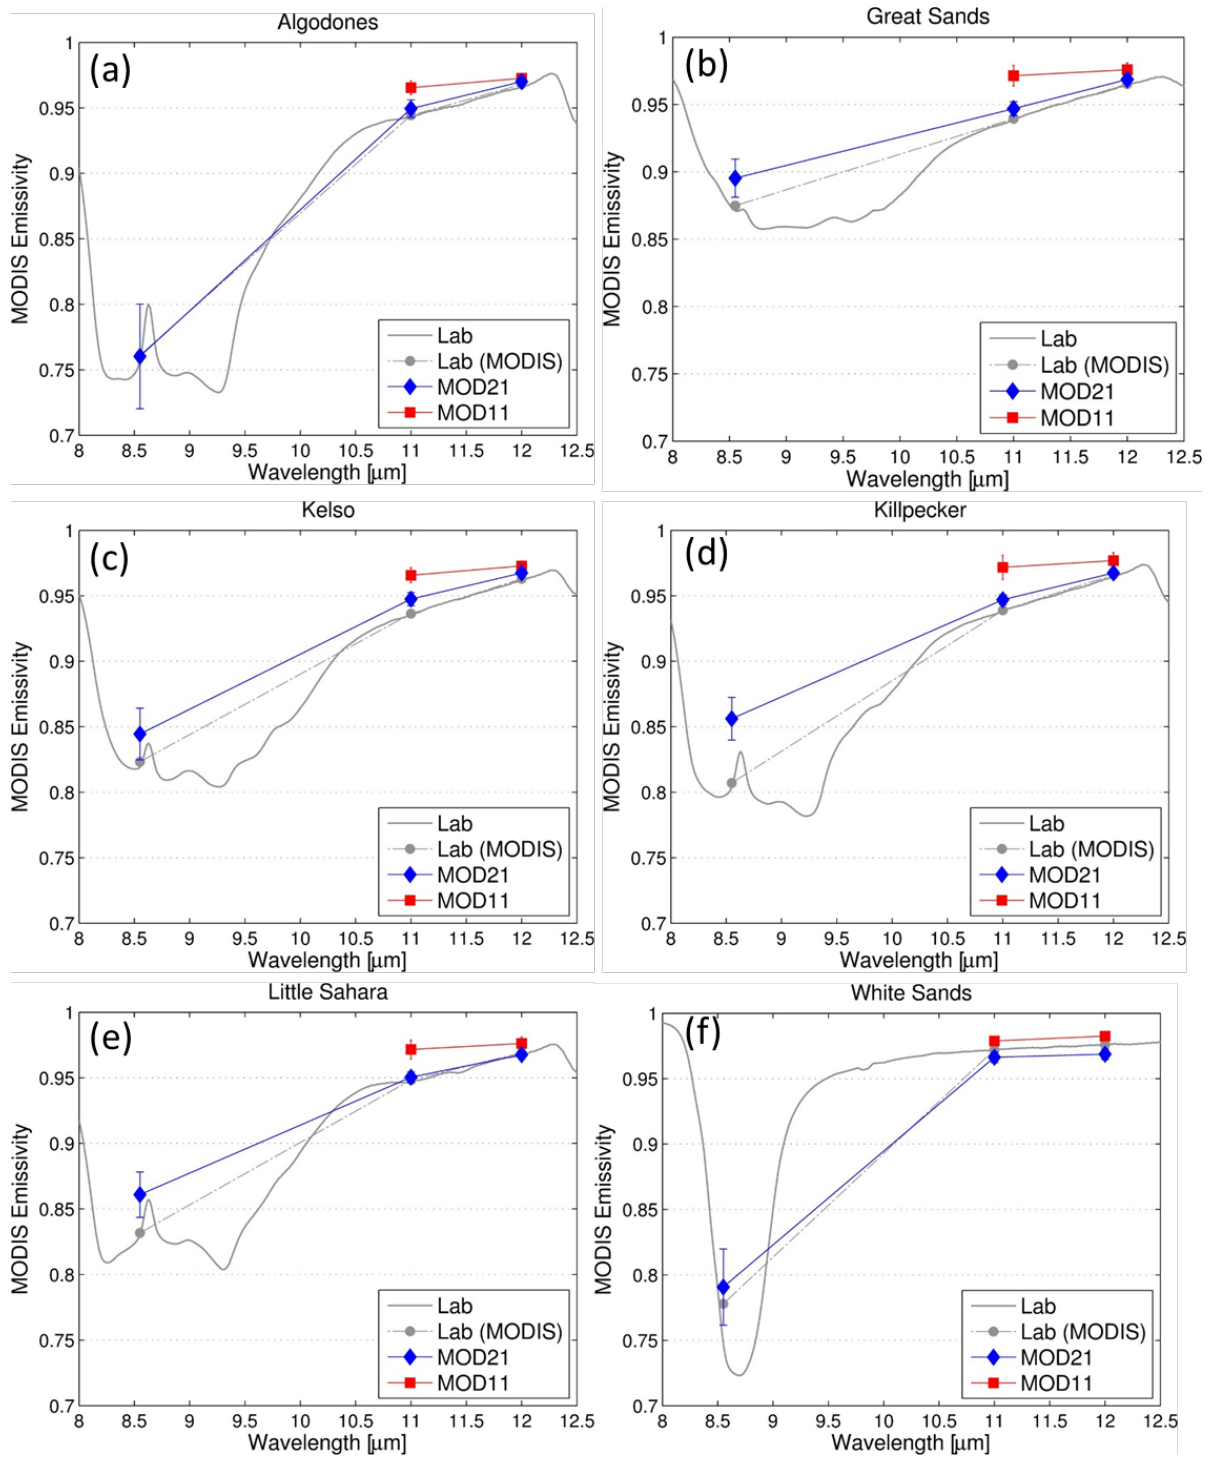 Algodones
(a)
1
0.95
0.9
0.85
0.8
0.75
0.7
MODIS Emissivity
8 8.5 9 9.5 10 10.5 11 11.5 12 12.5
Wavelength [μm]
Lab
Lab (MODIS)
MOD21
MOD11
Great Sands
(b)
1
0.95
0.9
0.85
0.8
0.75
0.7
MODIS Emissivity
8 8.5 9 9.5 10 10.5 11 11.5 12 12.5
Wavelength [μm]
Lab
Lab (MODIS)
MOD21
MOD11
Kelso
(c)
1
0.95
0.9
0.85
0.8
0.75
0.7
MODIS Emissivity
8 8.5 9 9.5 10 10.5 11 11.5 12 12.5
Wavelength [μm]
Lab
Lab (MODIS)
MOD21
MOD11
Killpecker
(d)
1
0.95
0.9
0.85
0.8
0.75
0.7
MODIS Emissivity
8 8.5 9 9.5 10 10.5 11 11.5 12 12.5
Wavelength [μm]
Lab
Lab (MODIS)
MOD21
MOD11
Little Sahara
(e)
1
0.95
0.9
0.85
0.8
0.75
0.7
MODIS Emissivity
8 8.5 9 9.5 10 10.5 11 11.5 12 12.5
Wavelength [μm]
Lab
Lab (MODIS)
MOD21
MOD11
White Sands
(f)
1
0.95
0.9
0.85
0.8
0.75
0.7
MODIS Emissivity
8 8.5 9 9.5 10 10.5 11 11.5 12 12.5
Wavelength [μm]
Lab
Lab (MODIS)
MOD21
MOD11